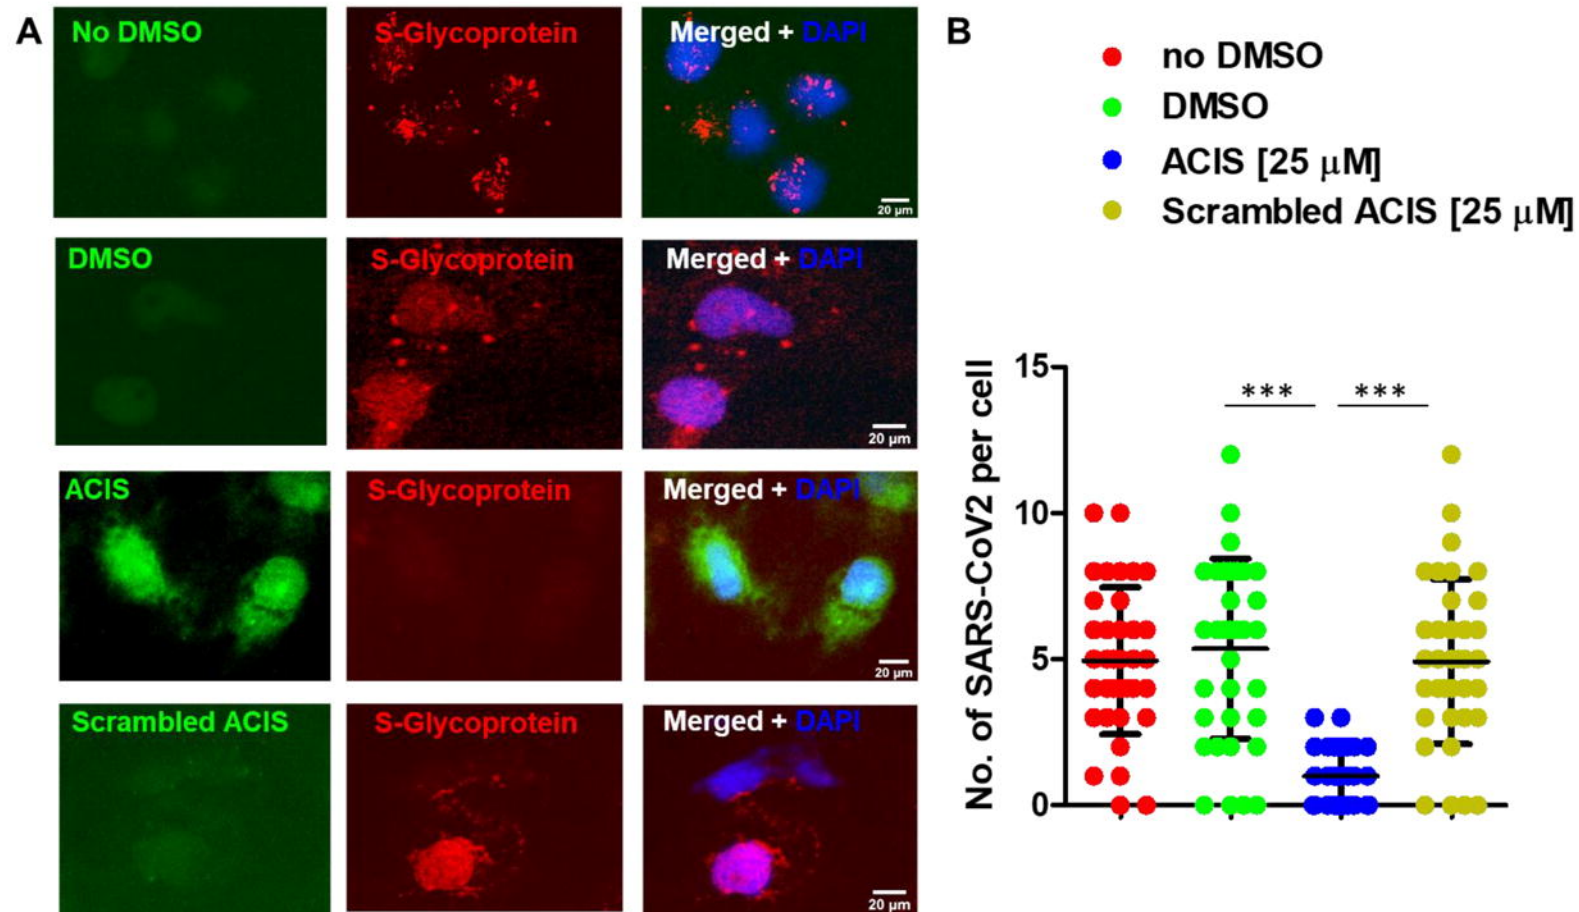 A
No DMSO
S-Glycoprotein
Merged + DAPI
20 µm
DMSO
S-Glycoprotein
Merged + DAPI
20 µm
ACIS
S-Glycoprotein
Merged + DAPI
20 µm
Scrambled ACIS
S-Glycoprotein
Merged + DAPI
20 µm
B
no DMSO
DMSO
ACIS [25 µM]
Scrambled ACIS [25 µM]
No. of SARS-CoV2 per cell
15
10
5
0
*** ***